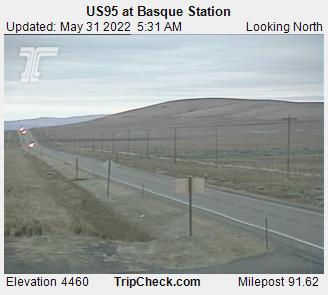 US95 at Basque Station
Updated: May 31 2022 5:31 AM Looking North
Elevation 4460 TripCheck.com Milepost 91.62